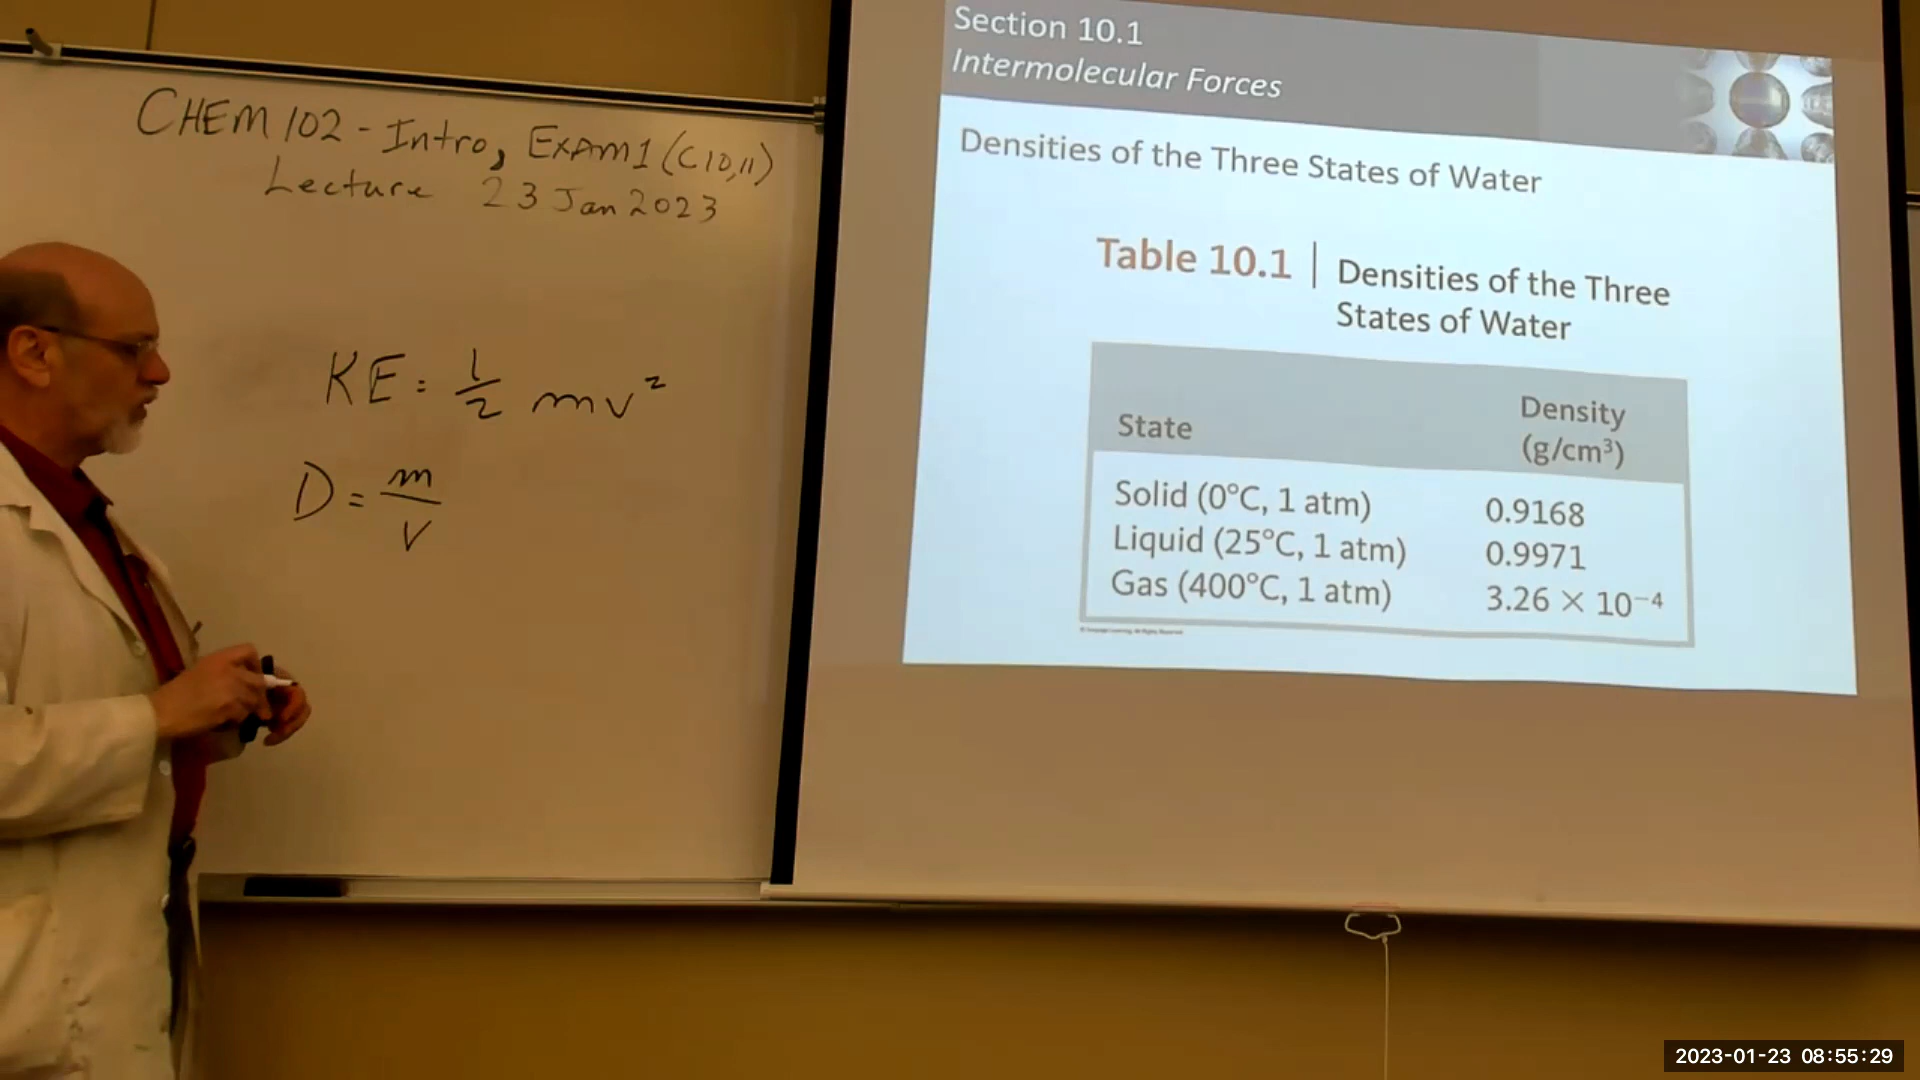 CHEM 102 - Intro, EXAM 1 (C10,11)
Lecture 23 Jan 2023
KE = 1/2 mv²
D = m/v
Section 10.1
Intermolecular Forces
Densities of the Three States of Water
Table 10.1 | Densities of the Three
States of Water
State Density
(g/cm³)
Solid (0°C, 1 atm) 0.9168
Liquid (25°C, 1 atm) 0.9971
Gas (400°C, 1 atm) 3.26 × 10⁻⁴
2023-01-23 08:55:29